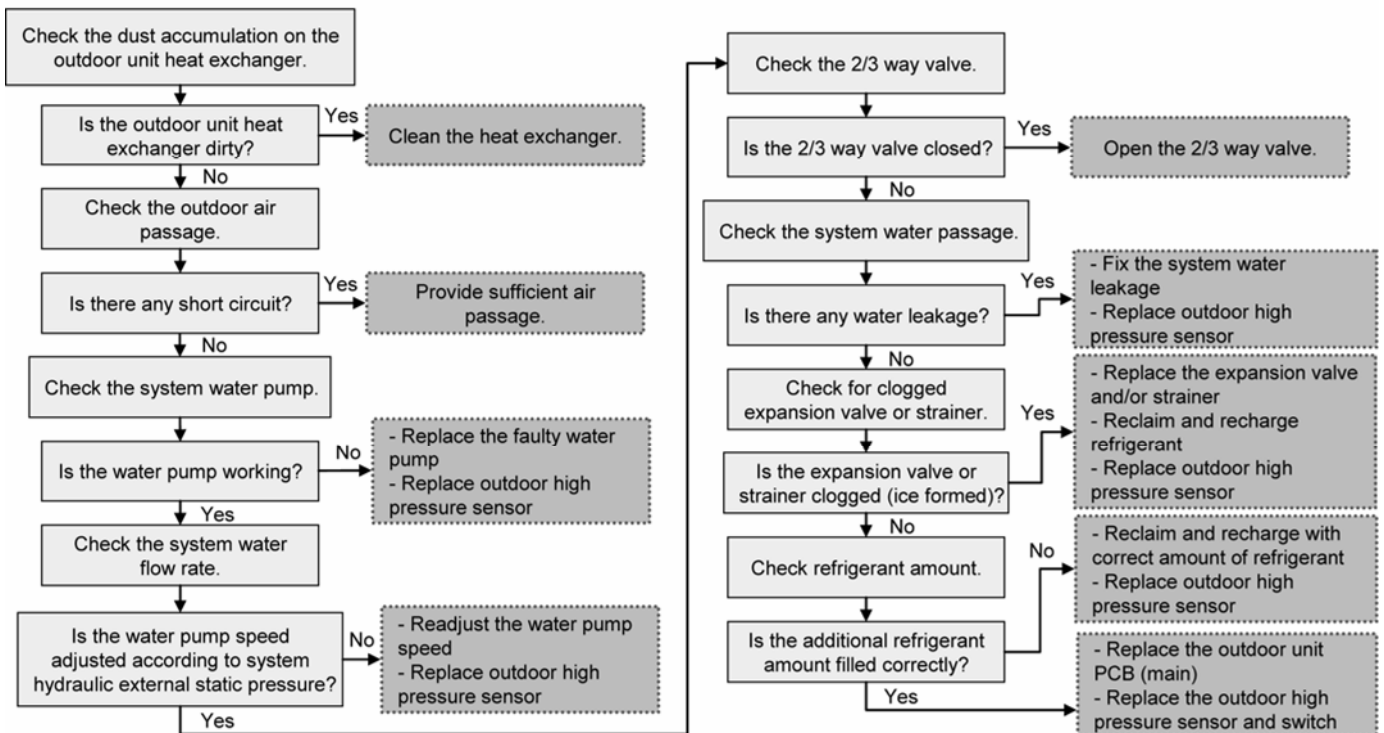 Check the dust accumulation on the
outdoor unit heat exchanger.
Is the outdoor unit heat
exchanger dirty?
Yes
Clean the heat exchanger.
No
Check the outdoor air
passage.
Is there any short circuit?
Yes
Provide sufficient air
passage.
No
Check the system water pump.
Is the water pump working?
No
- Replace the faulty water
pump
- Replace outdoor high
pressure sensor
Yes
Check the system water
flow rate.
Is the water pump speed
adjusted according to system
hydraulic external static pressure?
No
- Readjust the water pump
speed
- Replace outdoor high
pressure sensor
Yes
Check the 2/3 way valve.
Is the 2/3 way valve closed?
Yes
Open the 2/3 way valve.
No
Check the system water passage.
Is there any water leakage?
Yes
- Fix the system water
leakage
- Replace outdoor high
pressure sensor
No
Check for clogged
expansion valve or strainer.
Is the expansion valve or
strainer clogged (ice formed)?
Yes
- Replace the expansion valve
and/or strainer
- Reclaim and recharge
refrigerant
- Replace outdoor high
pressure sensor
No
Check refrigerant amount.
Is the additional refrigerant
amount filled correctly?
No
- Reclaim and recharge with
correct amount of refrigerant
- Replace outdoor high
pressure sensor
Yes
- Replace the outdoor unit
PCB (main)
- Replace the outdoor high
pressure sensor and switch